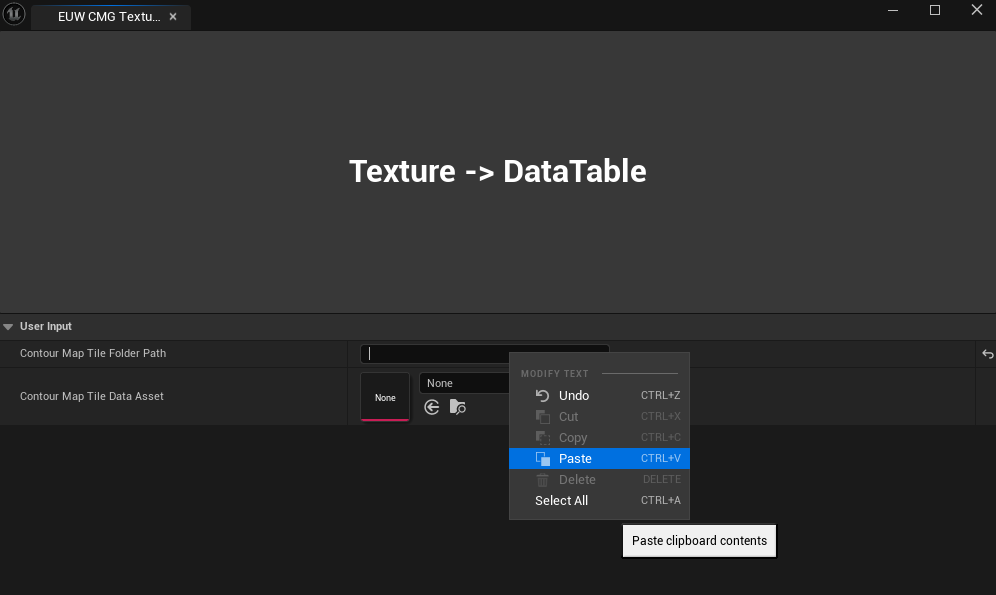 EUW CMG Textu...
Texture -> DataTable
User Input
Contour Map Tile Folder Path
Contour Map Tile Data Asset
None
None
MODIFY TEXT
Undo CTRL+Z
Cut CTRL+X
Copy CTRL+C
Paste CTRL+V
Delete DELETE
Select All CTRL+A
Paste clipboard contents